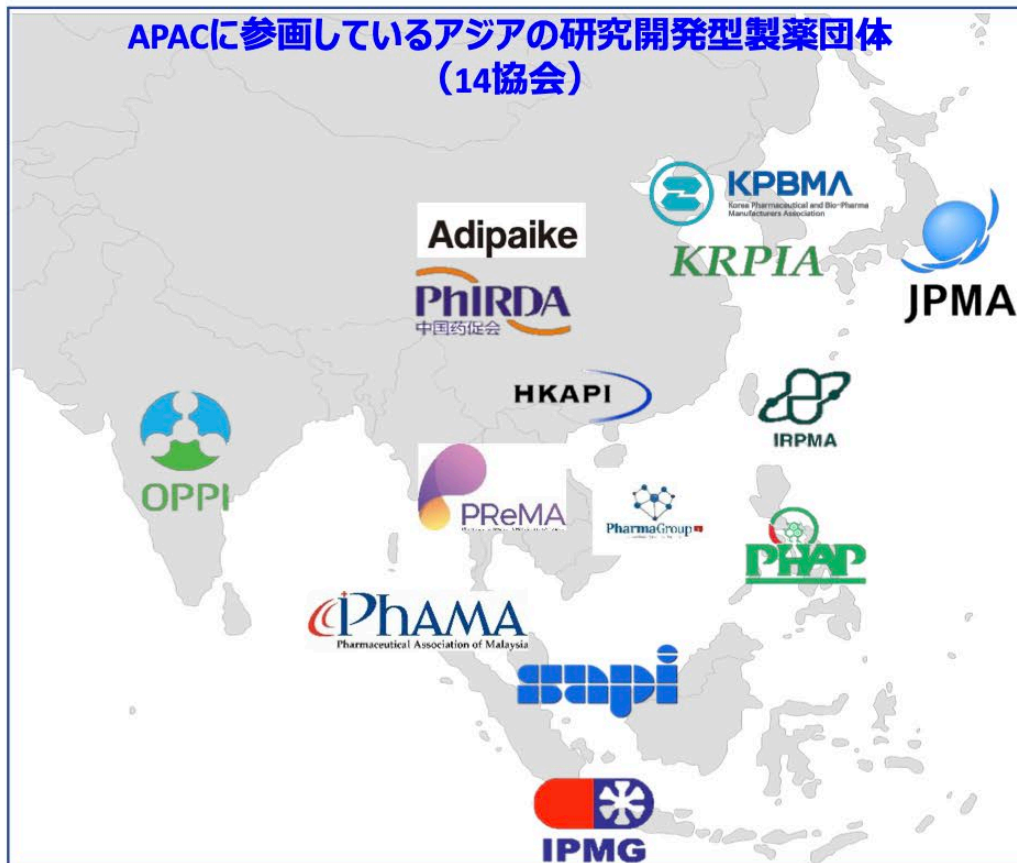 APACに参画しているアジアの研究開発型製薬団体
（14協会）
KPBMA
Korea Pharmaceutical and Bio-Pharma
Manufacturers Association
Adipaike
KRPIA
PhIRDA
中国药促会
JPMA
HKAPI
IRPMA
OPPI
PReMA
PharmaGroup
PHAP
PhAMA
Pharmaceutical Association of Malaysia
sapi
IPMG